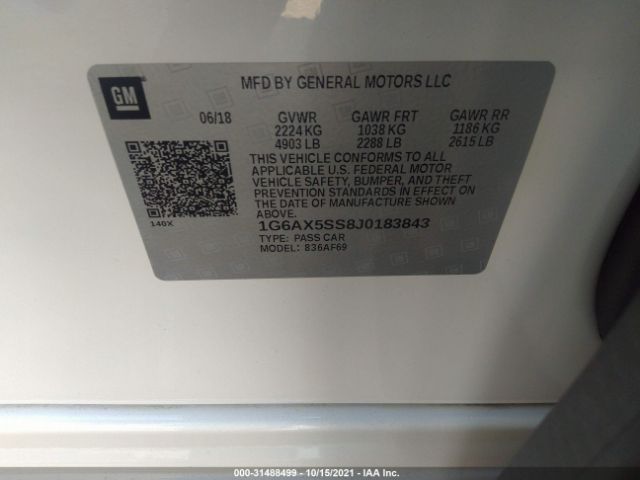 GM
MFD BY GENERAL MOTORS LLC
06/18 GVWR GAWR FRT GAWR RR
2224 KG 1038 KG 1186 KG
4903 LB 2288 LB 2615 LB
THIS VEHICLE CONFORMS TO ALL
APPLICABLE U.S. FEDERAL MOTOR
VEHICLE SAFETY, BUMPER, AND THEFT
PREVENTION STANDARDS IN EFFECT ON
THE DATE OF MANUFACTURE SHOWN
ABOVE.
140X
1G6AX5SS8J0183843
TYPE: PASS CAR
MODEL: 836AF69
000-31488499 - 10/15/2021 - IAA Inc.